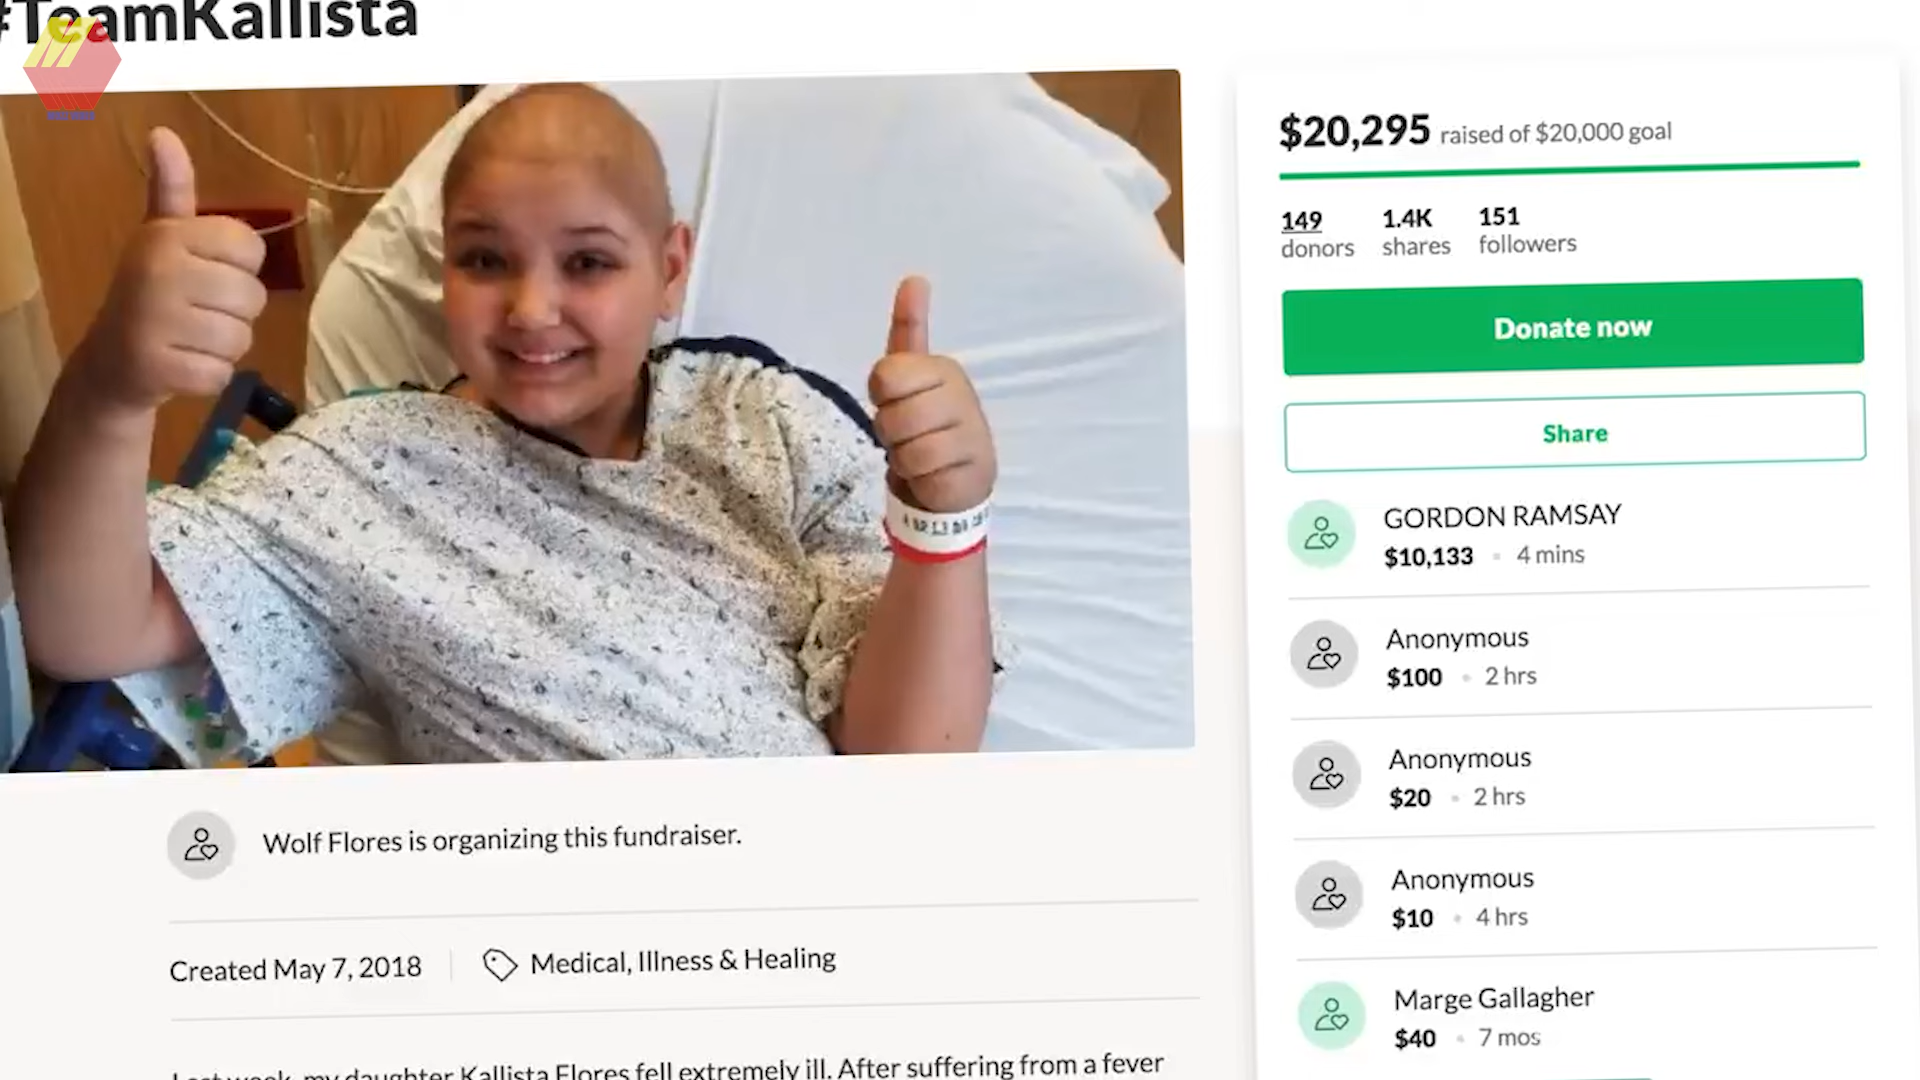 #TeamKallista
$20,295 raised of $20,000 goal
149 1.4K 151
donors shares followers
Donate now
Share
GORDON RAMSAY
$10,133 • 4 mins
Anonymous
$100 • 2 hrs
Anonymous
$20 • 2 hrs
Anonymous
$10 • 4 hrs
Marge Gallagher
$40 • 7 mos
Wolf Flores is organizing this fundraiser.
Created May 7, 2018 Medical, Illness & Healing
Last week, my daughter Kallista Flores fell extremely ill. After suffering from a fever